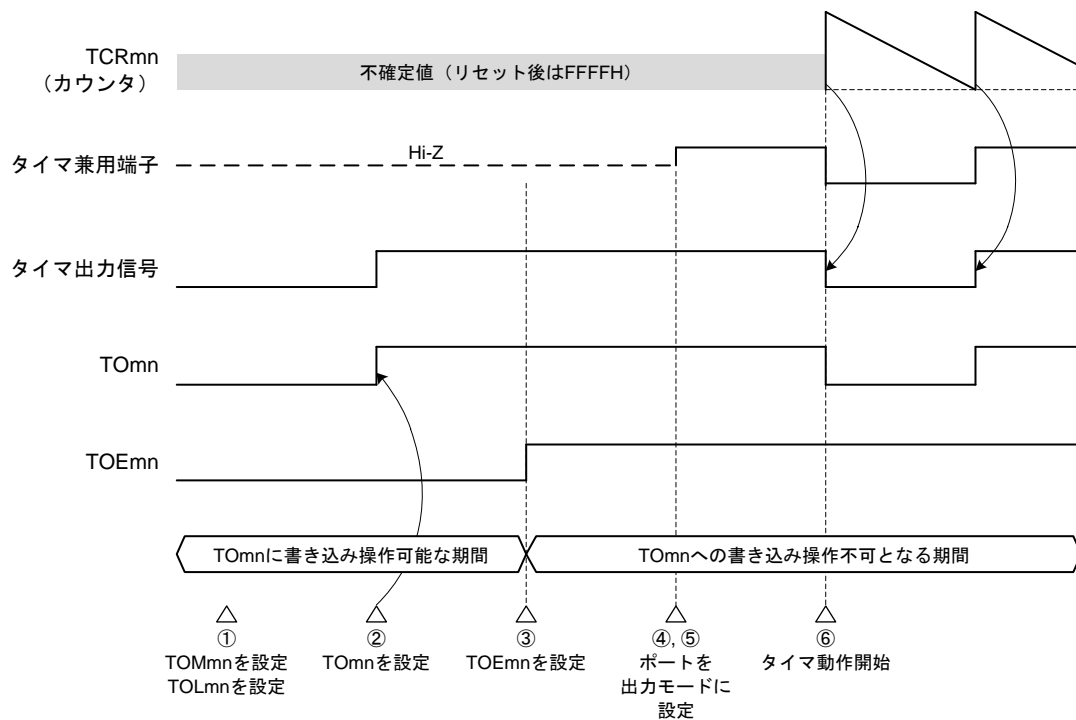 TCRmn
（カウンタ）
不確定値（リセット後はFFFFH）
タイマ兼用端子
Hi-Z
タイマ出力信号
TOmn
TOEmn
TOmnに書き込み操作可能な期間
TOmnへの書き込み操作不可となる期間
①
TOMmnを設定
TOLmnを設定
②
TOmnを設定
③
TOEmnを設定
④, ⑤
ポートを
出力モードに
設定
⑥
タイマ動作開始